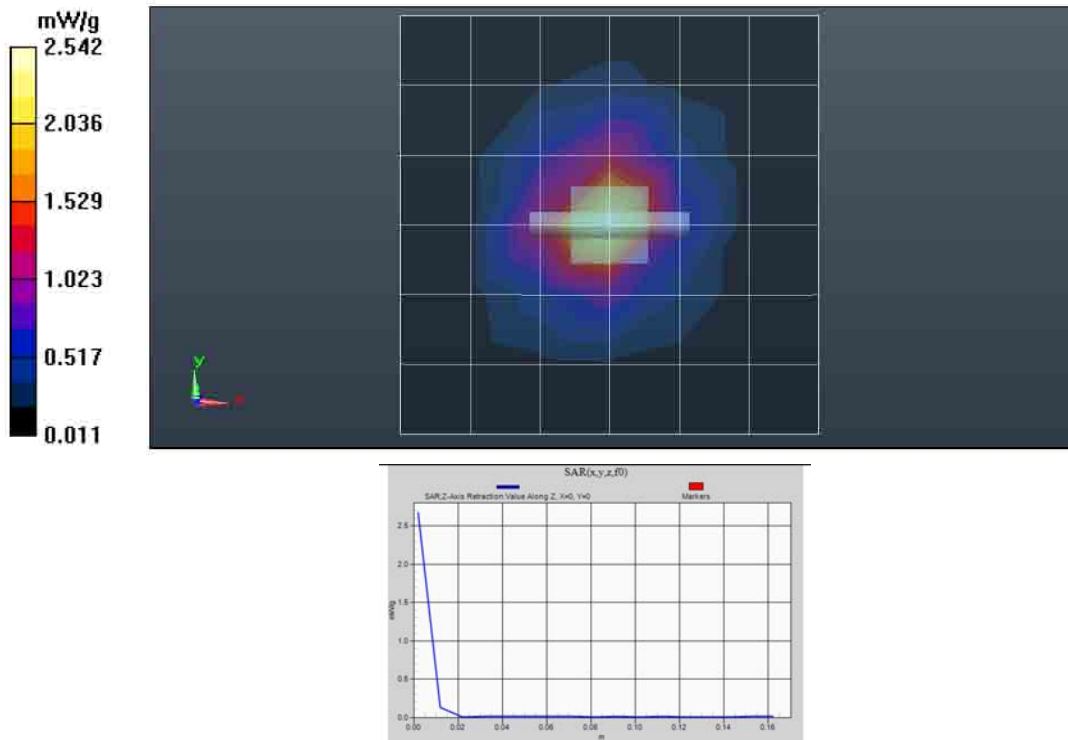 mW/g
2.542
2.036
1.529
1.023
0.517
0.011
y
x
SAR(x,y,z,f0)
SAR;Z-Axis Retraction Value Along Z, X=0, Y=0
Markers
mW/g
2.5
2.0
1.5
1.0
0.5
0.0
0.00 0.02 0.04 0.06 0.08 0.10 0.12 0.14 0.16
m